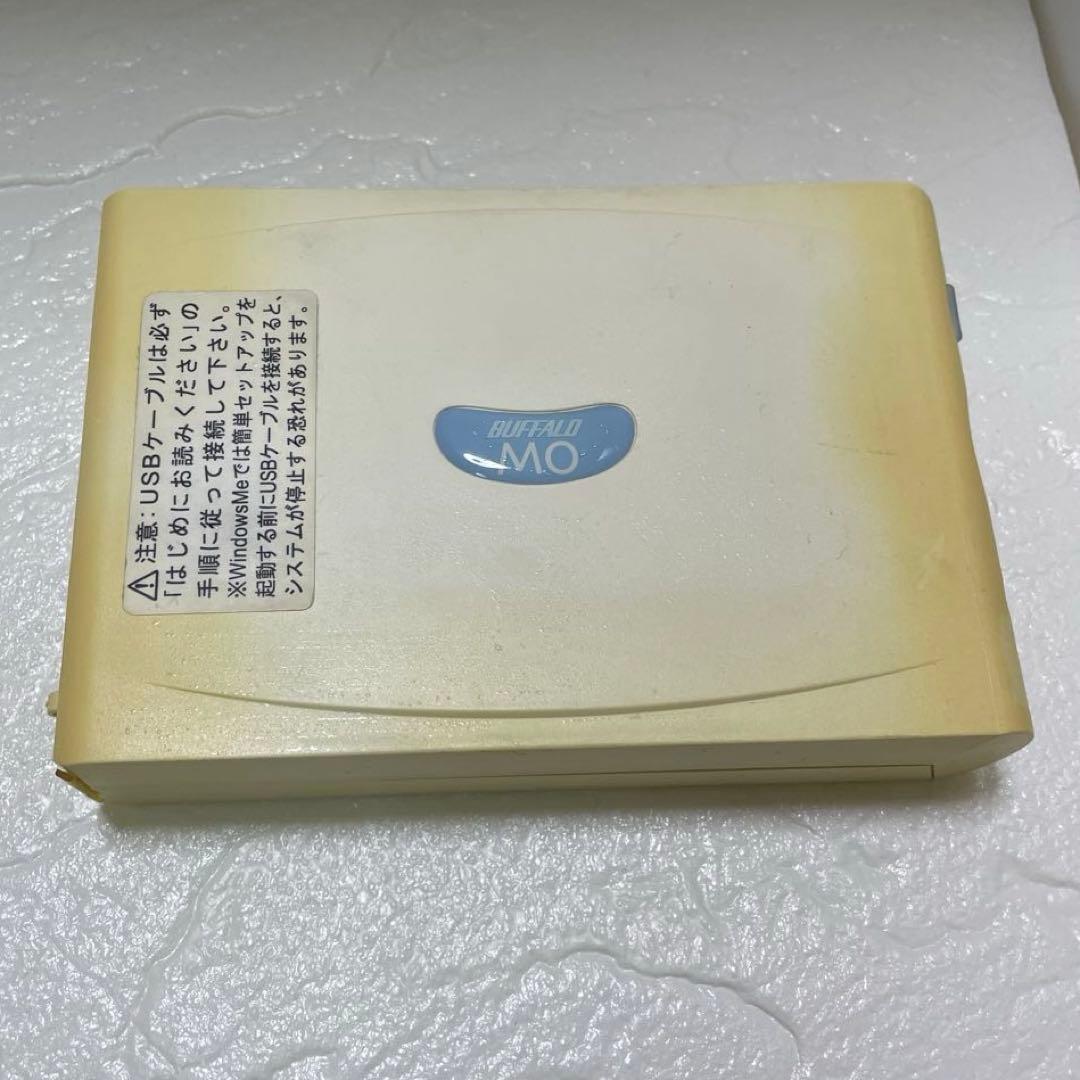 ⚠注意:USBケーブルは必ず
「はじめにお読みください」の
手順に従って接続して下さい。
※WindowsMeでは簡単セットアップを
起動する前にUSBケーブルを接続すると、
システムが停止する恐れがあります。
BUFFALO
MO